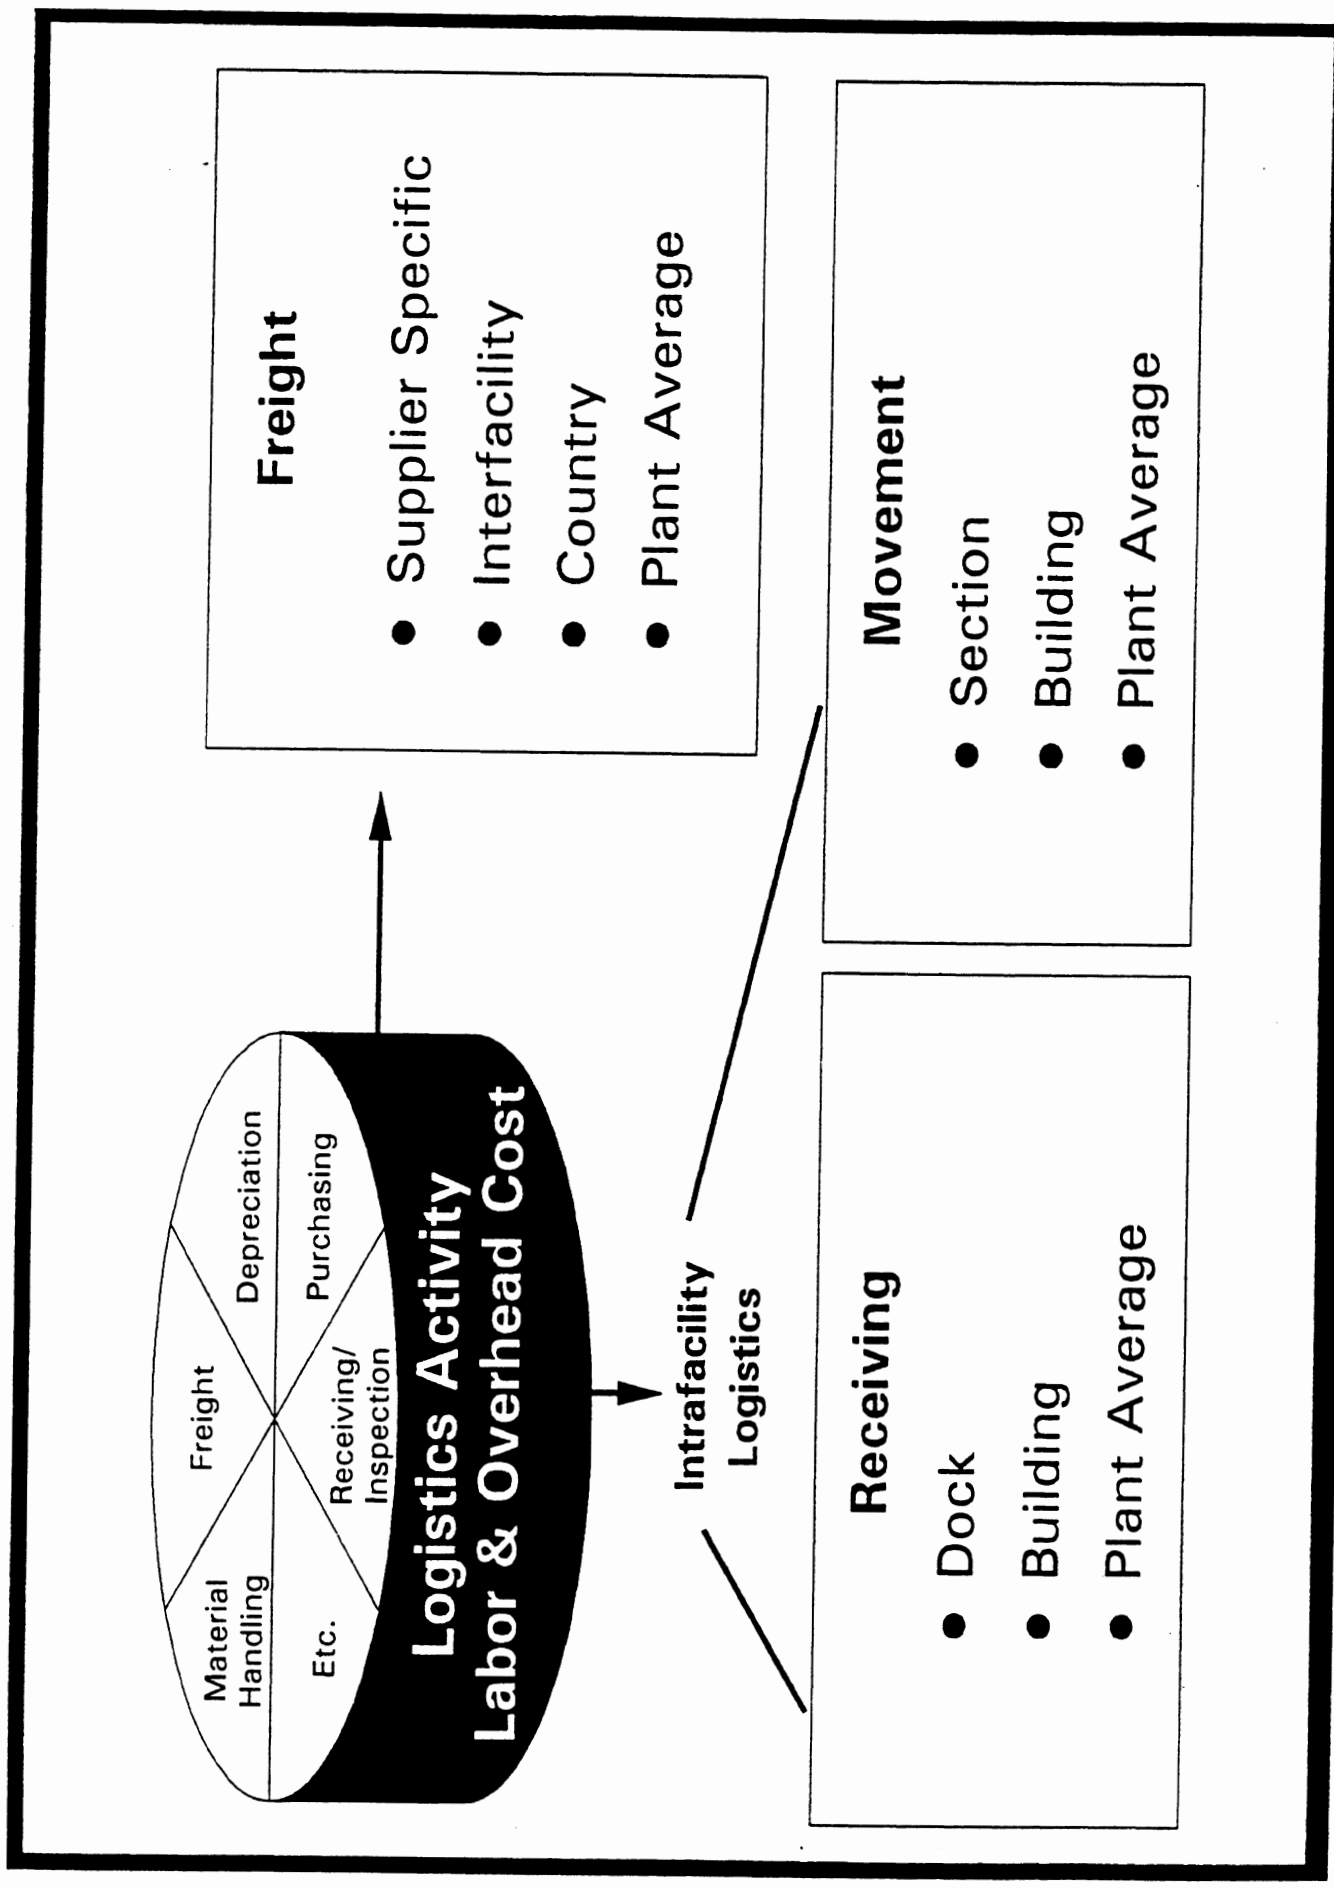 Material
Handling
Freight
Depreciation
Etc.
Receiving/
Inspection
Purchasing
Logistics Activity
Labor & Overhead Cost
Freight
● Supplier Specific
● Interfacility
● Country
● Plant Average
Intrafacility
Logistics
Receiving
● Dock
● Building
● Plant Average
Movement
● Section
● Building
● Plant Average